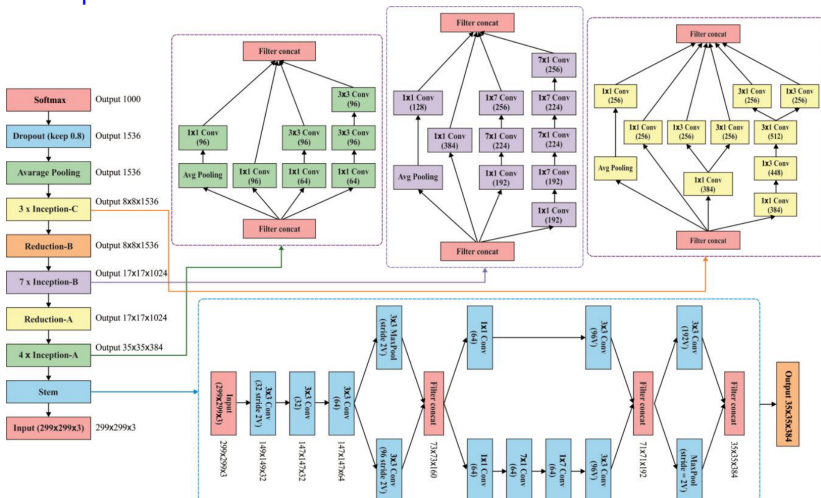 Softmax
Output 1000
Dropout (keep 0.8)
Output 1536
Avarage Pooling
Output 1536
3 x Inception-C
Output 8x8x1536
Reduction-B
Output 8x8x1536
7 x Inception-B
Output 17x17x1024
Reduction-A
Output 17x17x1024
4 x Inception-A
Output 35x35x384
Stem
Input (299x299x3)
299x299x3
Filter concat
3x3 Conv
(96)
1x1 Conv
(96)
3x3 Conv
(96)
3x3 Conv
(96)
Avg Pooling
1x1 Conv
(96)
1x1 Conv
(64)
1x1 Conv
(64)
Filter concat
Filter concat
7x1 Conv
(256)
1x1 Conv
(128)
1x7 Conv
(256)
1x7 Conv
(224)
1x1 Conv
(384)
7x1 Conv
(224)
7x1 Conv
(224)
Avg Pooling
1x1 Conv
(192)
1x7 Conv
(192)
1x1 Conv
(192)
Filter concat
Filter concat
1x1 Conv
(256)
3x1 Conv
(256)
1x3 Conv
(256)
1x1 Conv
(256)
1x3 Conv
(256)
3x1 Conv
(256)
3x1 Conv
(512)
Avg Pooling
1x3 Conv
(448)
1x1 Conv
(384)
1x1 Conv
(384)
Filter concat
Input
(299x299x3)
299x299x3
3x3 Conv
(32 stride 2V)
149x149x32
3x3 Conv
(32)
147x147x32
3x3 Conv
(64)
147x147x64
3x3 MaxPool
(stride 2V)
3x3 Conv
(96 stride 2V)
Filter concat
73x73x160
1x1 Conv
(64)
3x3 Conv
(96V)
1x1 Conv
(64)
7x1 Conv
(64)
1x7 Conv
(64)
3x3 Conv
(96V)
Filter concat
71x71x192
3x3 Conv
(192V)
MaxPool
(stride = 2V)
Filter concat
35x35x384
Output 35x35x384